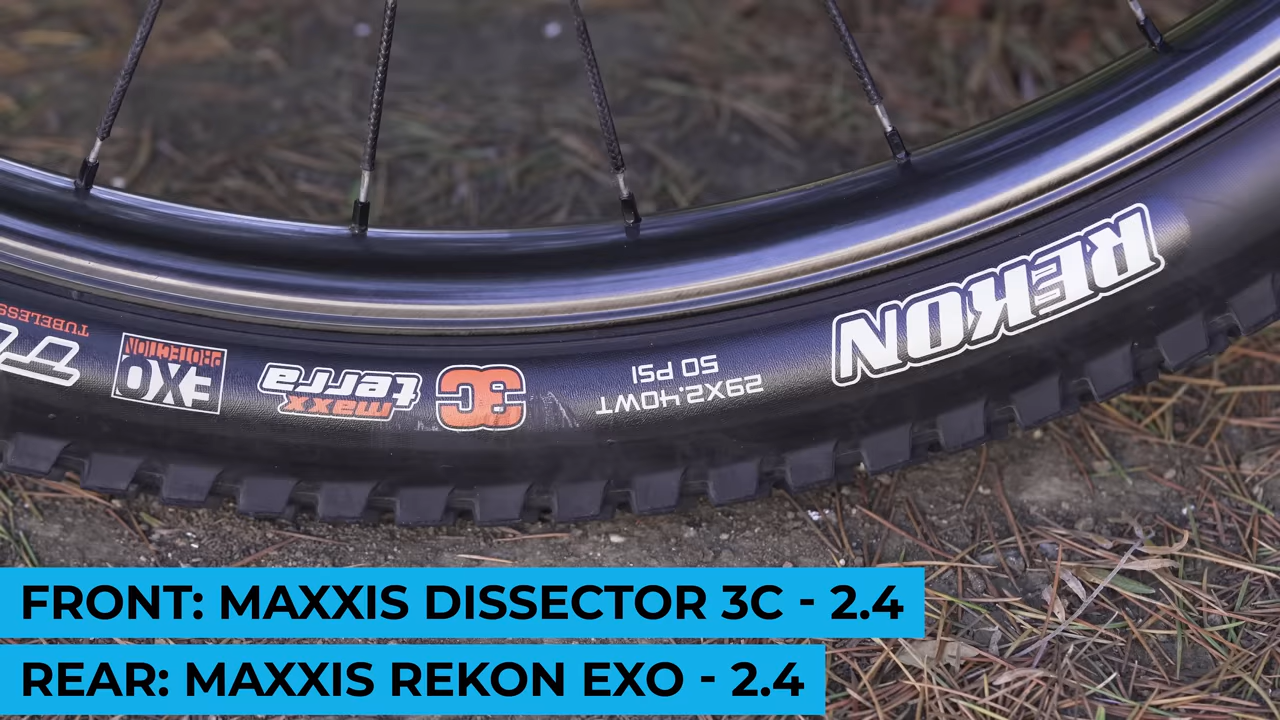 REKON
29X2.40WT
50 PSI
3C
maxx
terra
EXO
PROTECTION
TUBELESS
FRONT: MAXXIS DISSECTOR 3C - 2.4
REAR: MAXXIS REKON EXO - 2.4